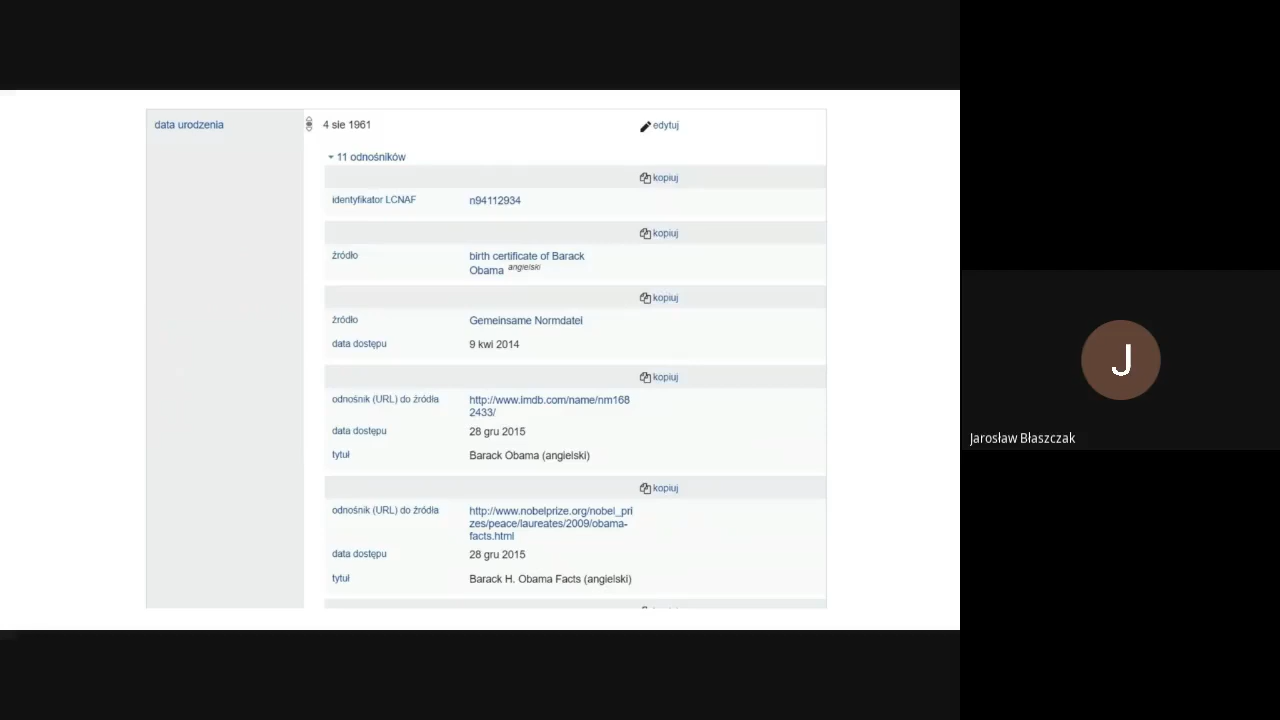 data urodzenia
4 sie 1961
edytuj
11 odnośników
kopiuj
identyfikator LCNAF
n94112934
kopiuj
źródło
birth certificate of Barack
Obama angielski
kopiuj
źródło
Gemeinsame Normdatei
data dostępu
9 kwi 2014
kopiuj
odnośnik (URL) do źródła
http://www.imdb.com/name/nm168
2433/
data dostępu
28 gru 2015
tytuł
Barack Obama (angielski)
kopiuj
odnośnik (URL) do źródła
http://www.nobelprize.org/nobel_pri
zes/peace/laureates/2009/obama-
facts.html
data dostępu
28 gru 2015
tytuł
Barack H. Obama Facts (angielski)
J
Jarosław Błaszczak